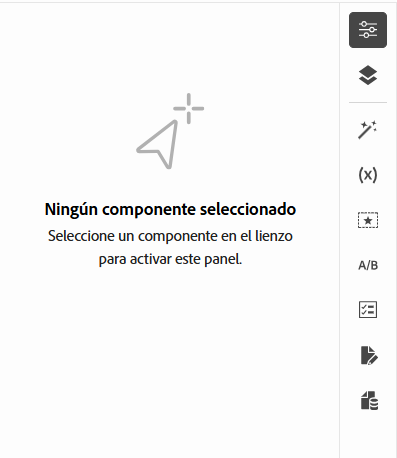 (x)
Ningún componente seleccionado
Seleccione un componente en el lienzo
para activar este panel.
A/B